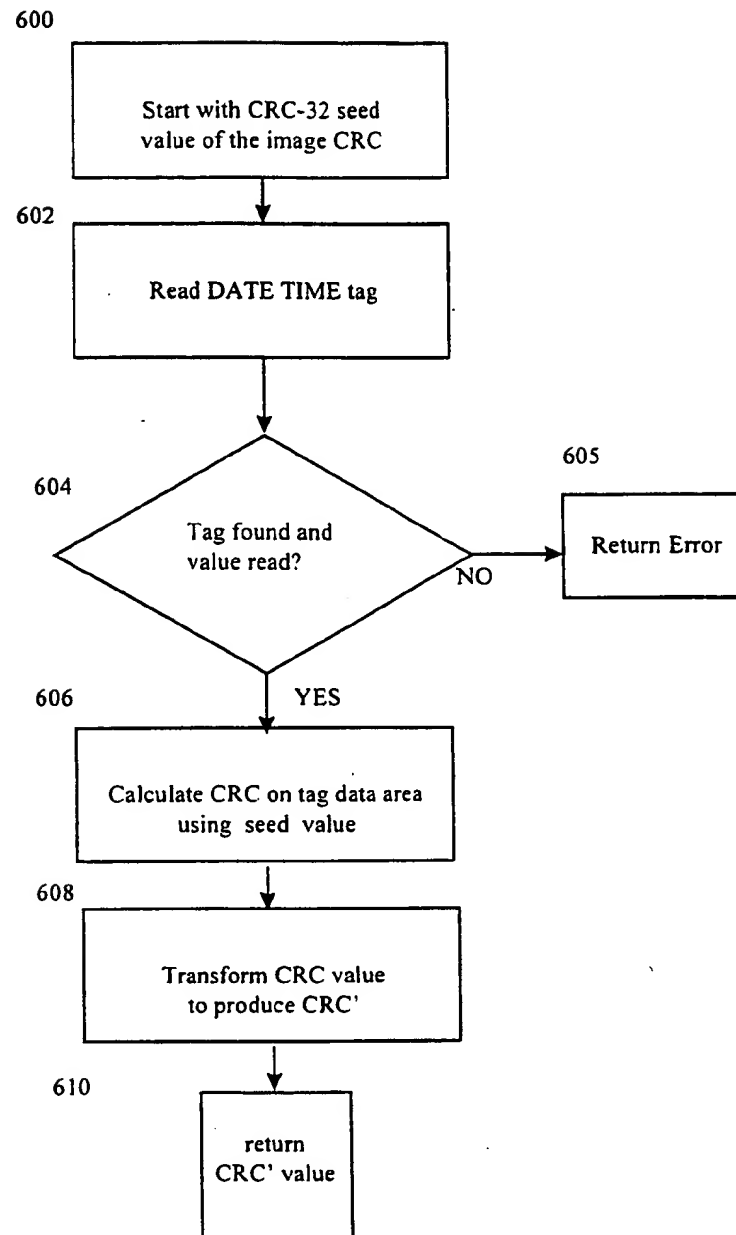 600
Start with CRC-32 seed
value of the image CRC
602
Read DATE TIME tag
604
Tag found and
value read?
605
Return Error
NO
YES
606
Calculate CRC on tag data area
using seed value
608
Transform CRC value
to produce CRC'
610
return
CRC' value